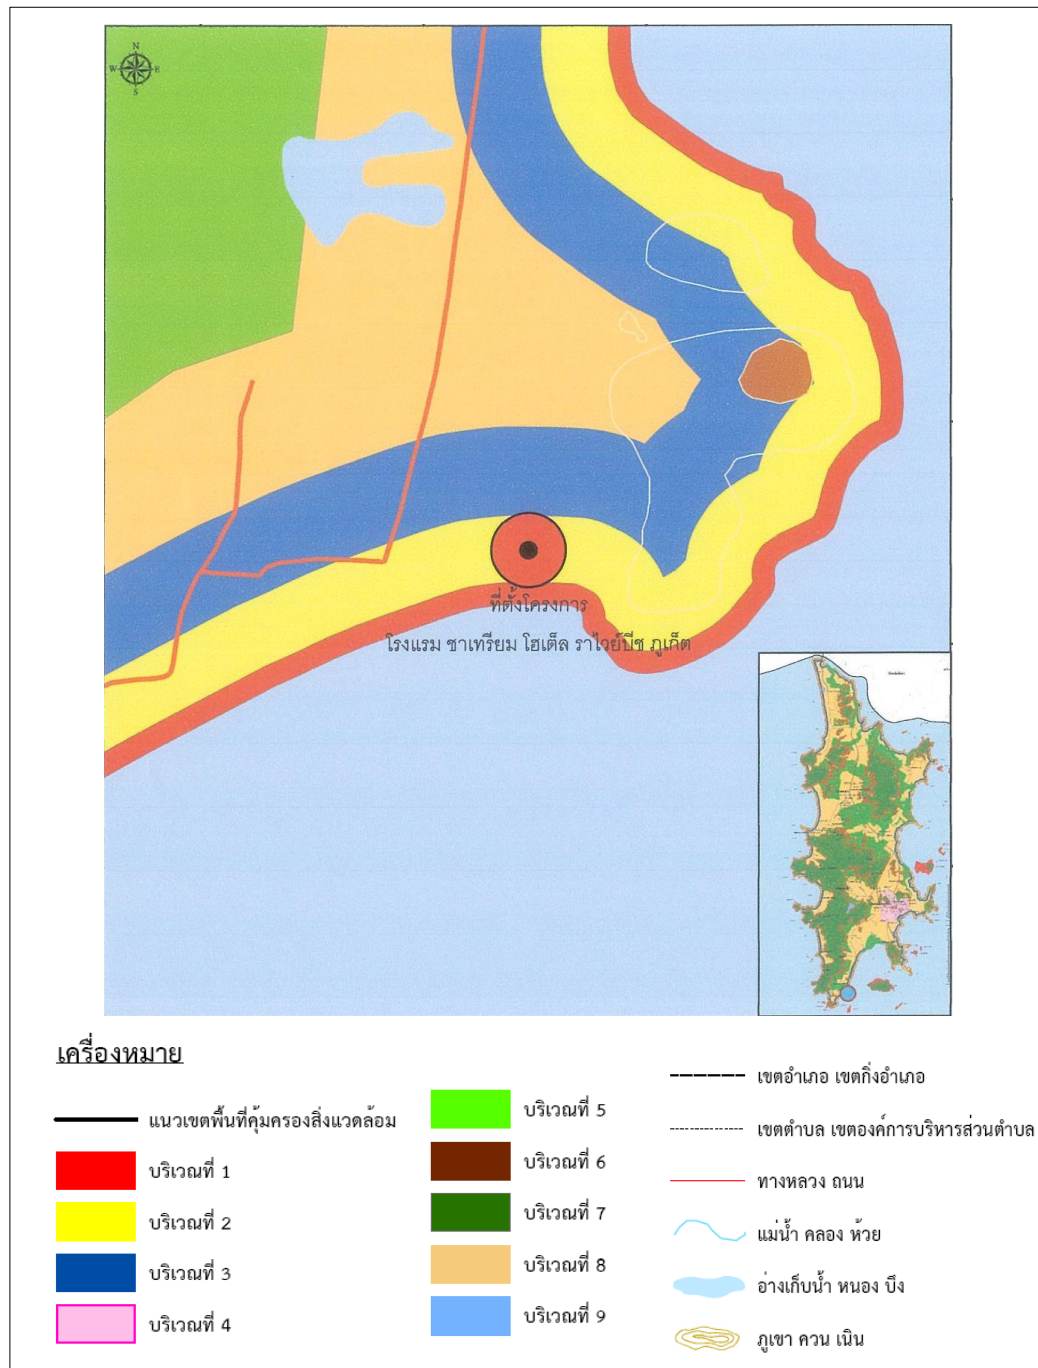 N
W E
S
ที่ตั้งโครงการ
โรงแรม ชาเทรียม โฮเต็ล ราไวย์บีช ภูเก็ต
เครื่องหมาย
แนวเขตพื้นที่คุ้มครองสิ่งแวดล้อม
บริเวณที่ 1
บริเวณที่ 2
บริเวณที่ 3
บริเวณที่ 4
บริเวณที่ 5
บริเวณที่ 6
บริเวณที่ 7
บริเวณที่ 8
บริเวณที่ 9
เขตอำเภอ เขตกิ่งอำเภอ
เขตตำบล เขตองค์การบริหารส่วนตำบล
ทางหลวง ถนน
แม่น้ำ คลอง ห้วย
อ่างเก็บน้ำ หนอง บึง
ภูเขา ควน เนิน